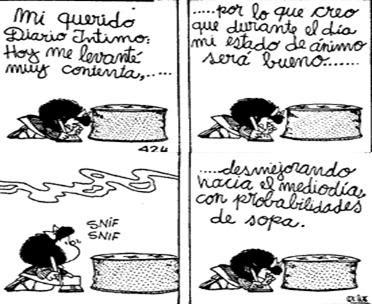 Mi querido
Diario Intimo:
Hoy me levanté
muy contenta,.....
424
.....por lo que creo
que durante el día
mi estado de ánimo
será bueno......
SNIF
SNIF
.....desmejorando
hacia el mediodía,
con probabilidades
de sopa.